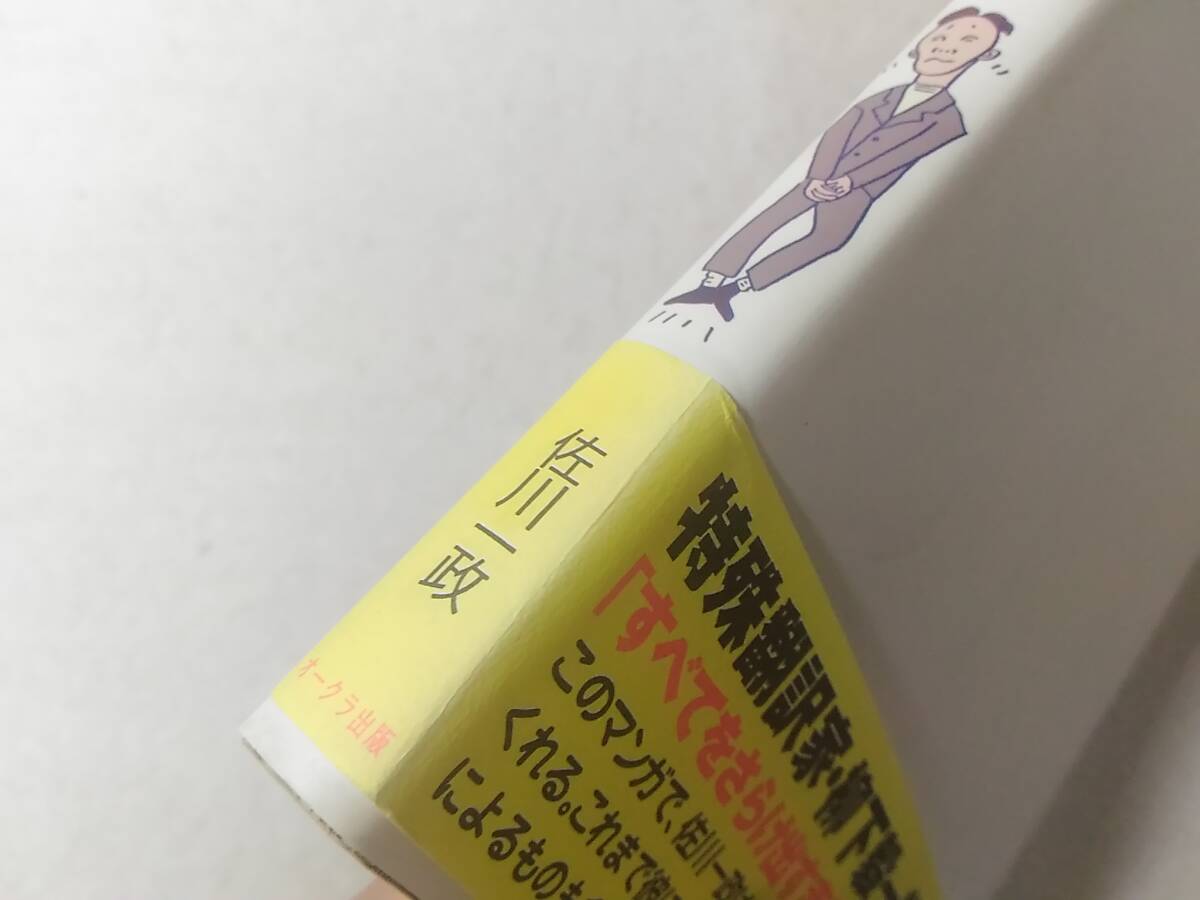 佐川一政
オークラ出版
特殊翻訳家・柳下毅一
「すべてをさらけ出す
このマンガで、佐川一政
くれる。これまで
によるもの